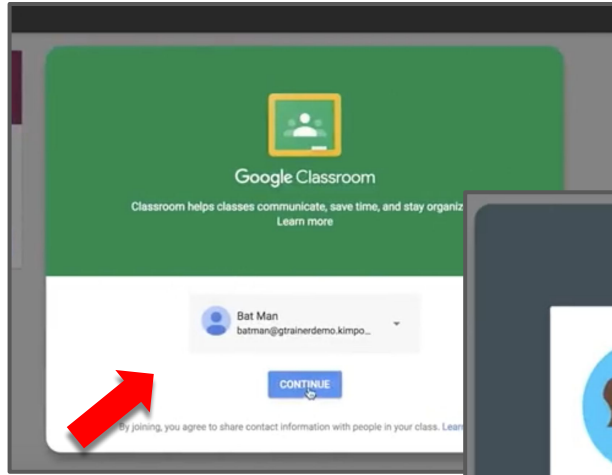 Google Classroom
Classroom helps classes communicate, save time, and stay organiz
Learn more
Bat Man
batman@gtrainerdemo.kimpo...
CONTINUE
By joining, you agree to share contact information with people in your class. Lear